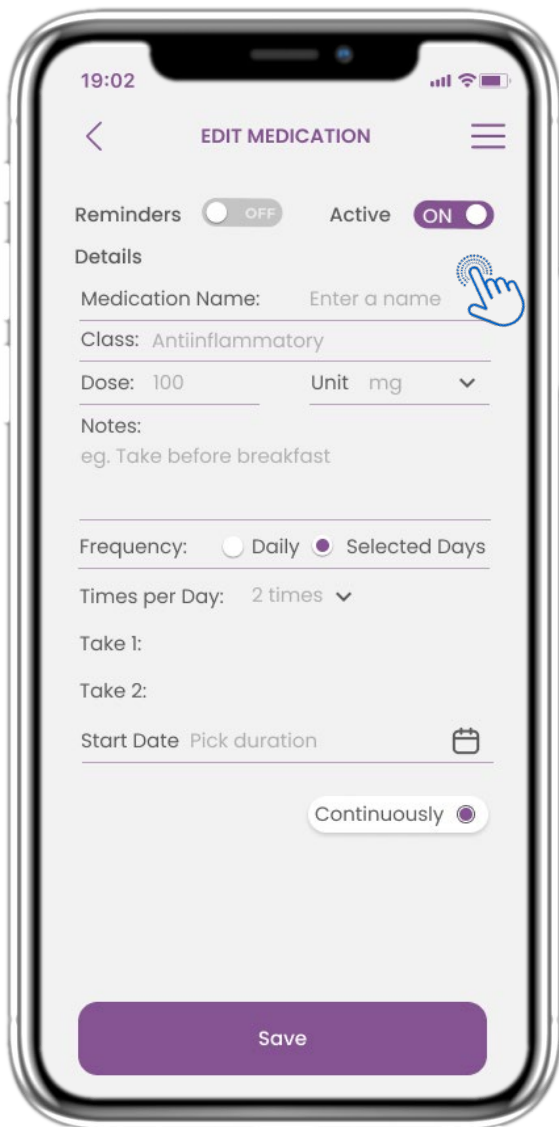 19:02
EDIT MEDICATION
Reminders OFF Active ON
Details
Medication Name: Enter a name
Class: Antiinflammatory
Dose: 100 Unit mg
Notes:
eg. Take before breakfast
Frequency: Daily Selected Days
Times per Day: 2 times
Take 1:
Take 2:
Start Date Pick duration
Continuously
Save